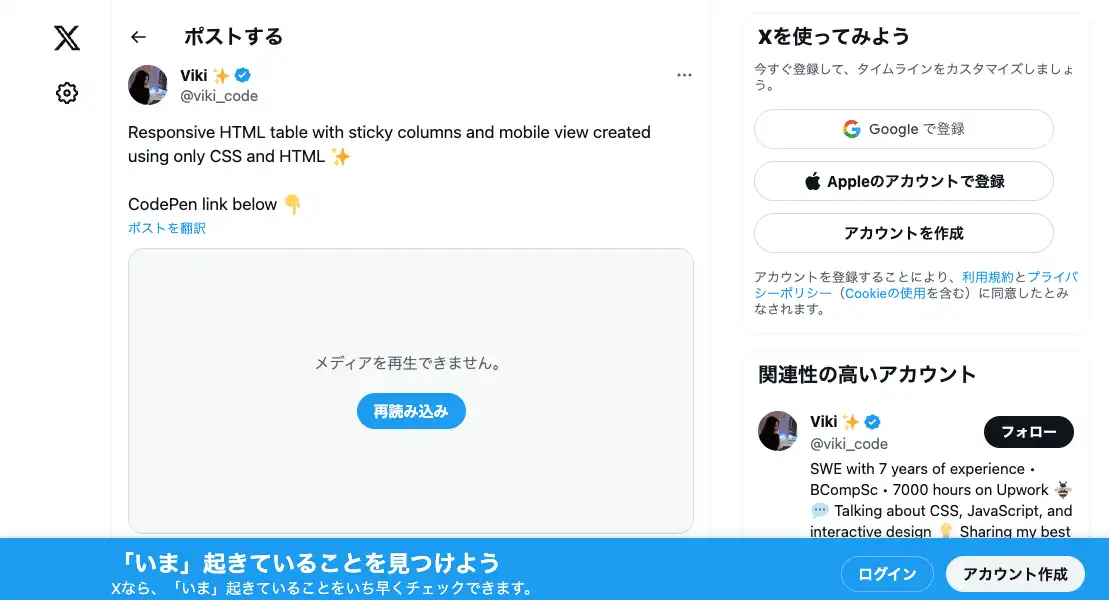 ポストする
Viki ✨
@viki_code
Responsive HTML table with sticky columns and mobile view created
using only CSS and HTML ✨
CodePen link below 👇
ポストを翻訳
メディアを再生できません。
再読み込み
Xを使ってみよう
今すぐ登録して、タイムラインをカスタマイズしましょ
う。
Google で登録
Appleのアカウントで登録
アカウントを作成
アカウントを登録することにより、利用規約とプライバ
シーポリシー（Cookieの使用を含む）に同意したとみ
なされます。
関連性の高いアカウント
Viki ✨
@viki_code
フォロー
SWE with 7 years of experience •
BCompSc • 7000 hours on Upwork 🐝
💬 Talking about CSS, JavaScript, and
interactive design 💡 Sharing my best
「いま」起きていることを見つけよう
Xなら、「いま」起きていることをいち早くチェックできます。
ログイン
アカウント作成